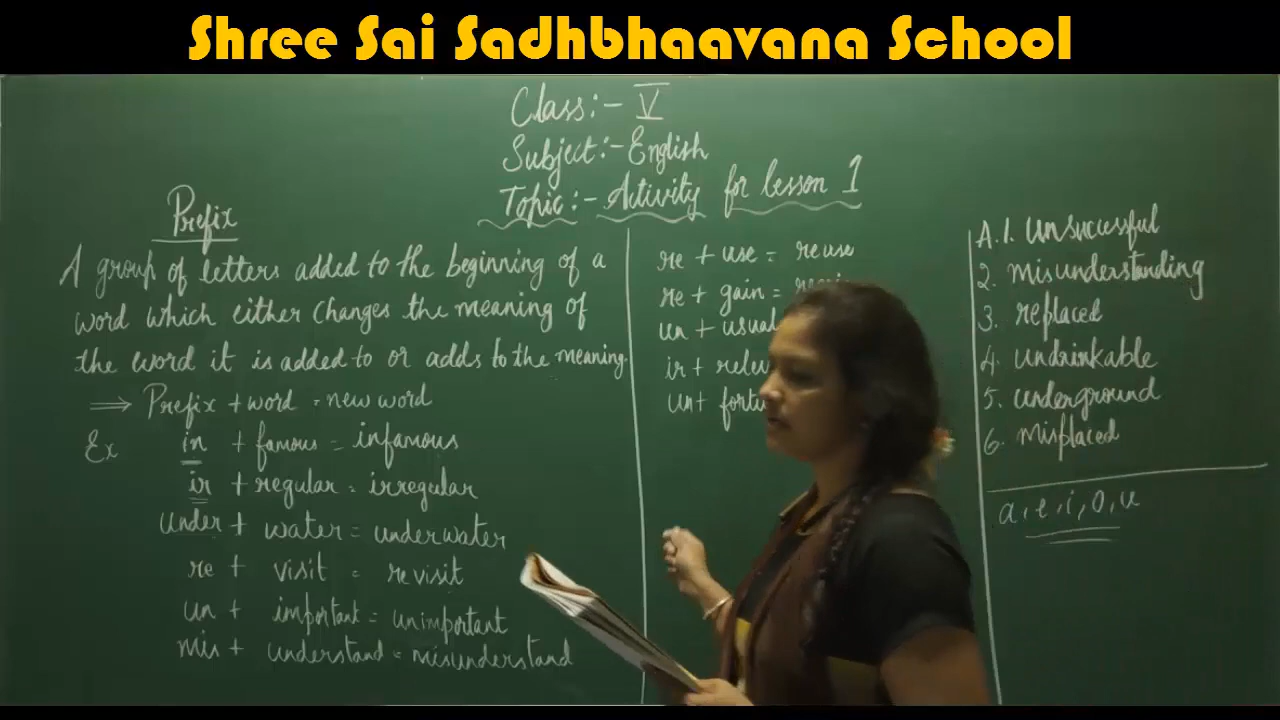 Shree Sai Sadhbhaavana School
Class:- V
Subject:- English
Topic:- Activity for lesson 1
Prefix
A group of letters added to the beginning of a
word which either changes the meaning of
the word it is added to or adds to the meaning.
⇒ Prefix + word = new word
Ex in + famous = infamous
ir + regular = irregular
under + water = underwater
re + visit = revisit
un + important = unimportant
mis + understand = misunderstand
re + use = reuse
re + gain =
un + usual
ir +
un +
A.1. unsuccessful
2. misunderstanding
3. replaced
4. undrinkable
5. underground
6. misplaced
a, e, i, o, u